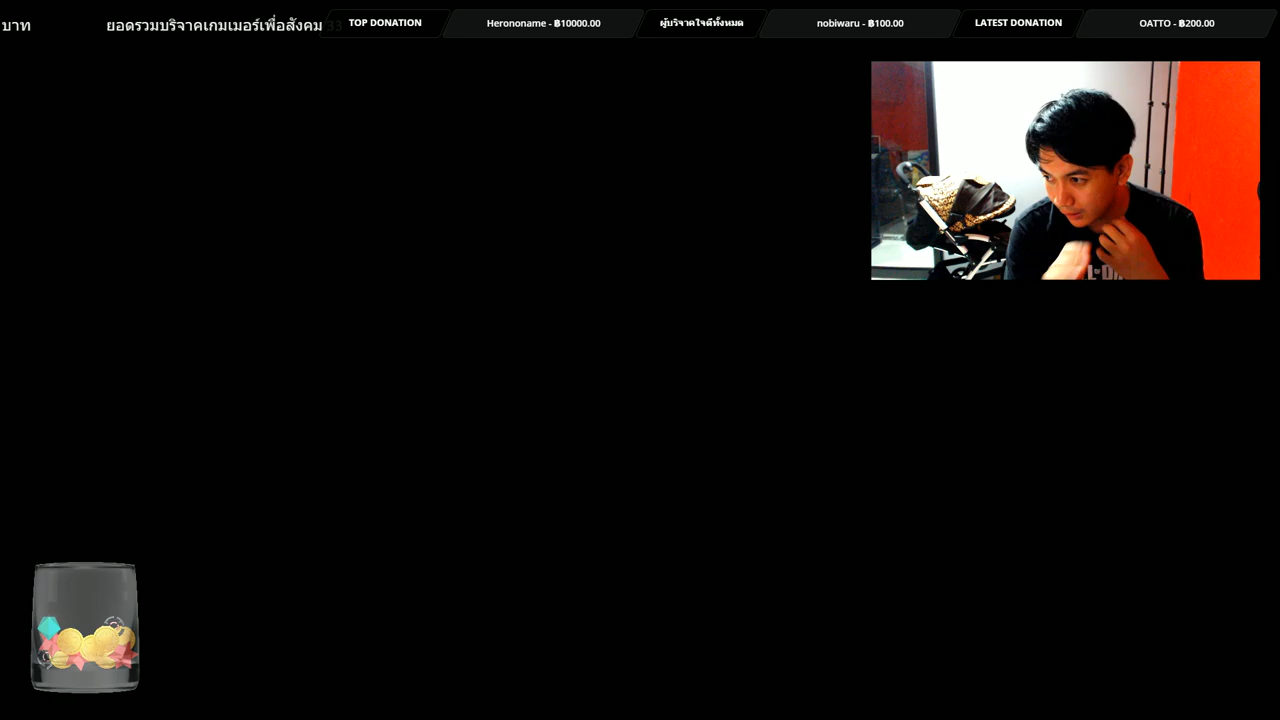 บาท ยอดรวมบริจาคเกมเมอร์เพื่อสังคม
TOP DONATION Herononame - ฿10000.00 ผู้บริจาคใจดีทั้งหมด nobiwaru - ฿100.00 LATEST DONATION OATTO - ฿200.00